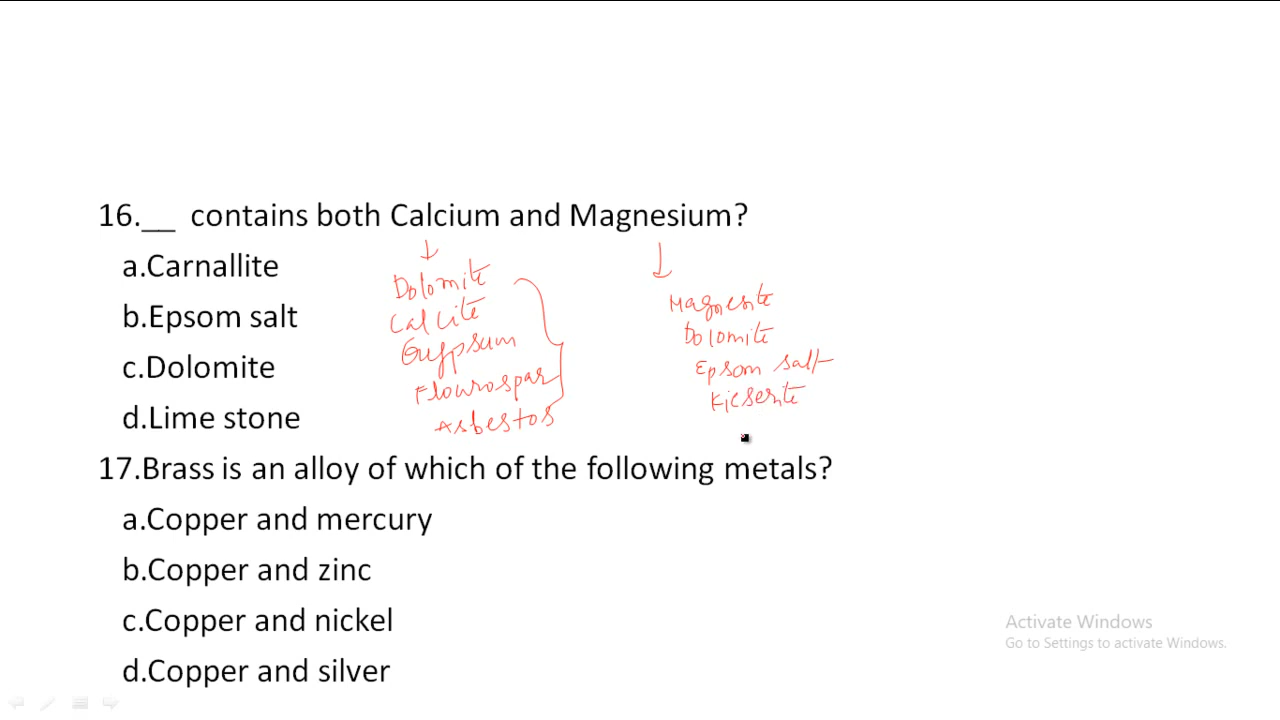 16.__ contains both Calcium and Magnesium?
a.Carnallite
b.Epsom salt
c.Dolomite
d.Lime stone
Dolomite
Calcite
Guypsum
Flourospar
Asbestos
Magnesite
Dolomite
Epsom salt
Kieserite
17.Brass is an alloy of which of the following metals?
a.Copper and mercury
b.Copper and zinc
c.Copper and nickel
d.Copper and silver
Activate Windows
Go to Settings to activate Windows.